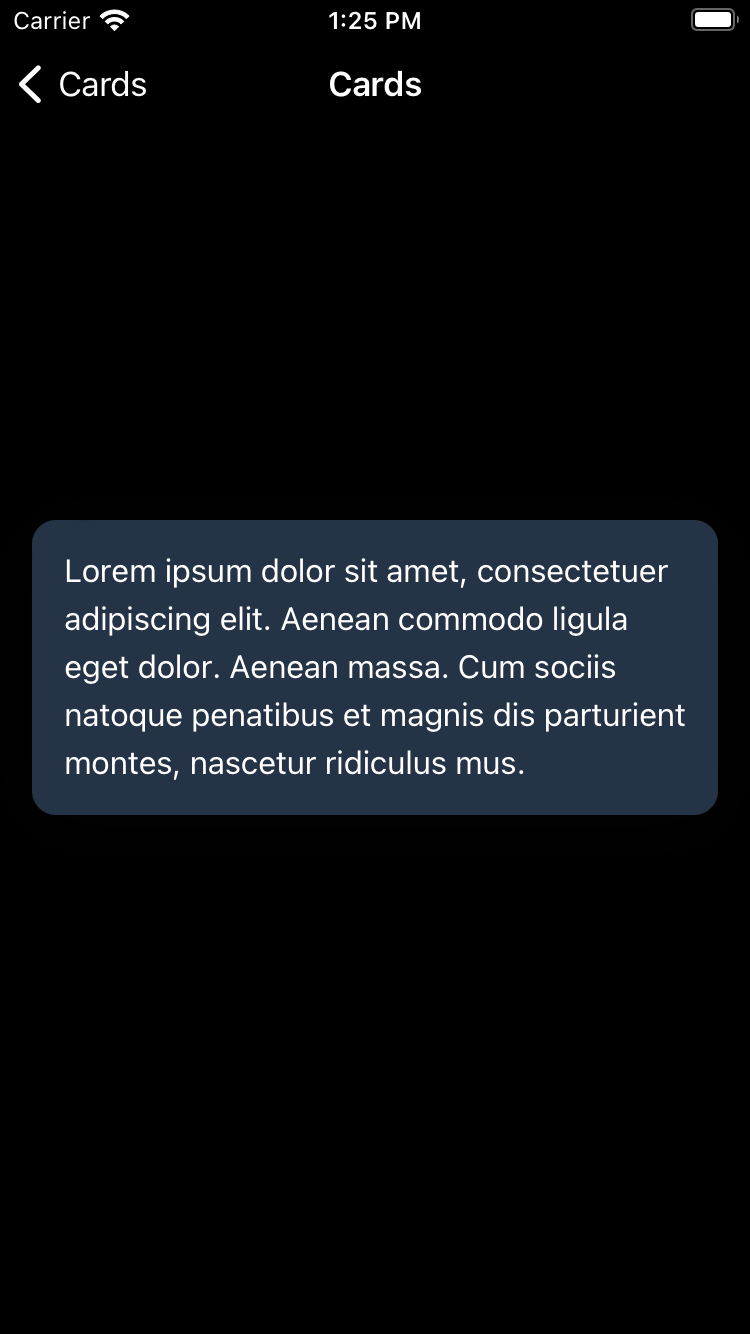 Carrier 1:25 PM
Cards Cards
Lorem ipsum dolor sit amet, consectetuer
adipiscing elit. Aenean commodo ligula
eget dolor. Aenean massa. Cum sociis
natoque penatibus et magnis dis parturient
montes, nascetur ridiculus mus.